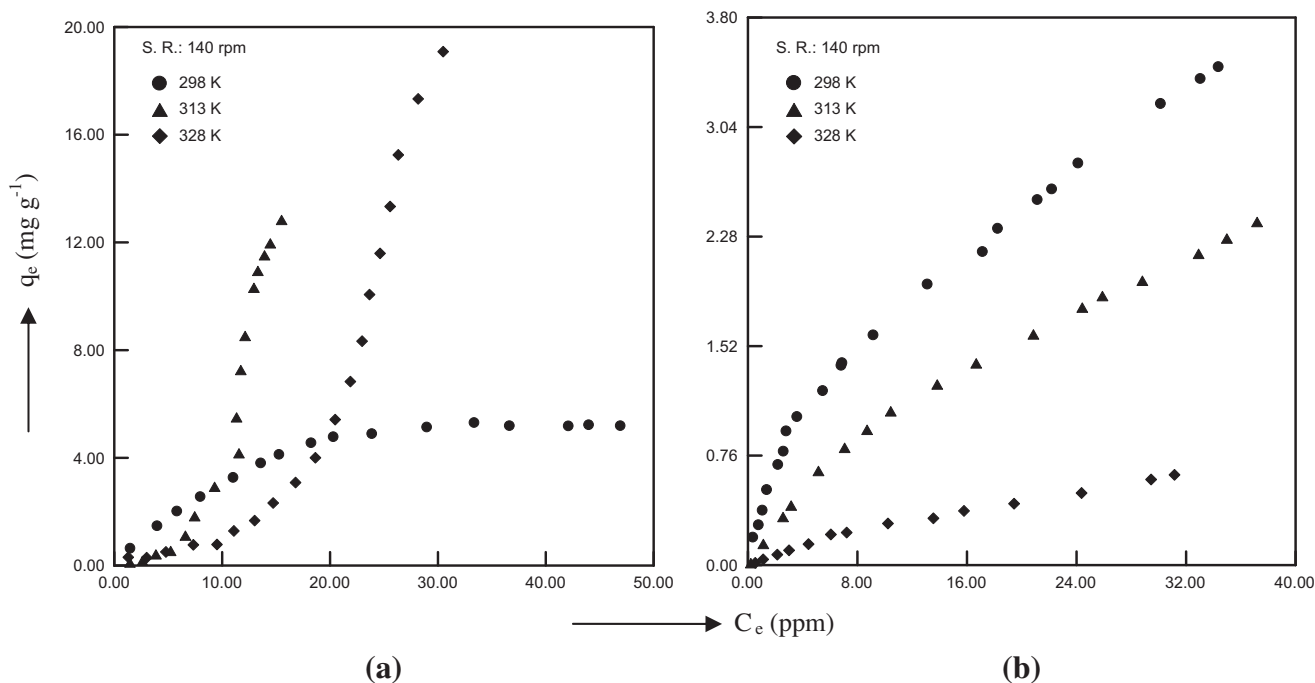 20.00
16.00
12.00
8.00
4.00
0.00
S. R.: 140 rpm
298 K
313 K
328 K
0.00 10.00 20.00 30.00 40.00 50.00
3.80
3.04
2.28
1.52
0.76
0.00
S. R.: 140 rpm
298 K
313 K
328 K
0.00 8.00 16.00 24.00 32.00 40.00
qe (mg g-1)
Ce (ppm)
(a)
(b)